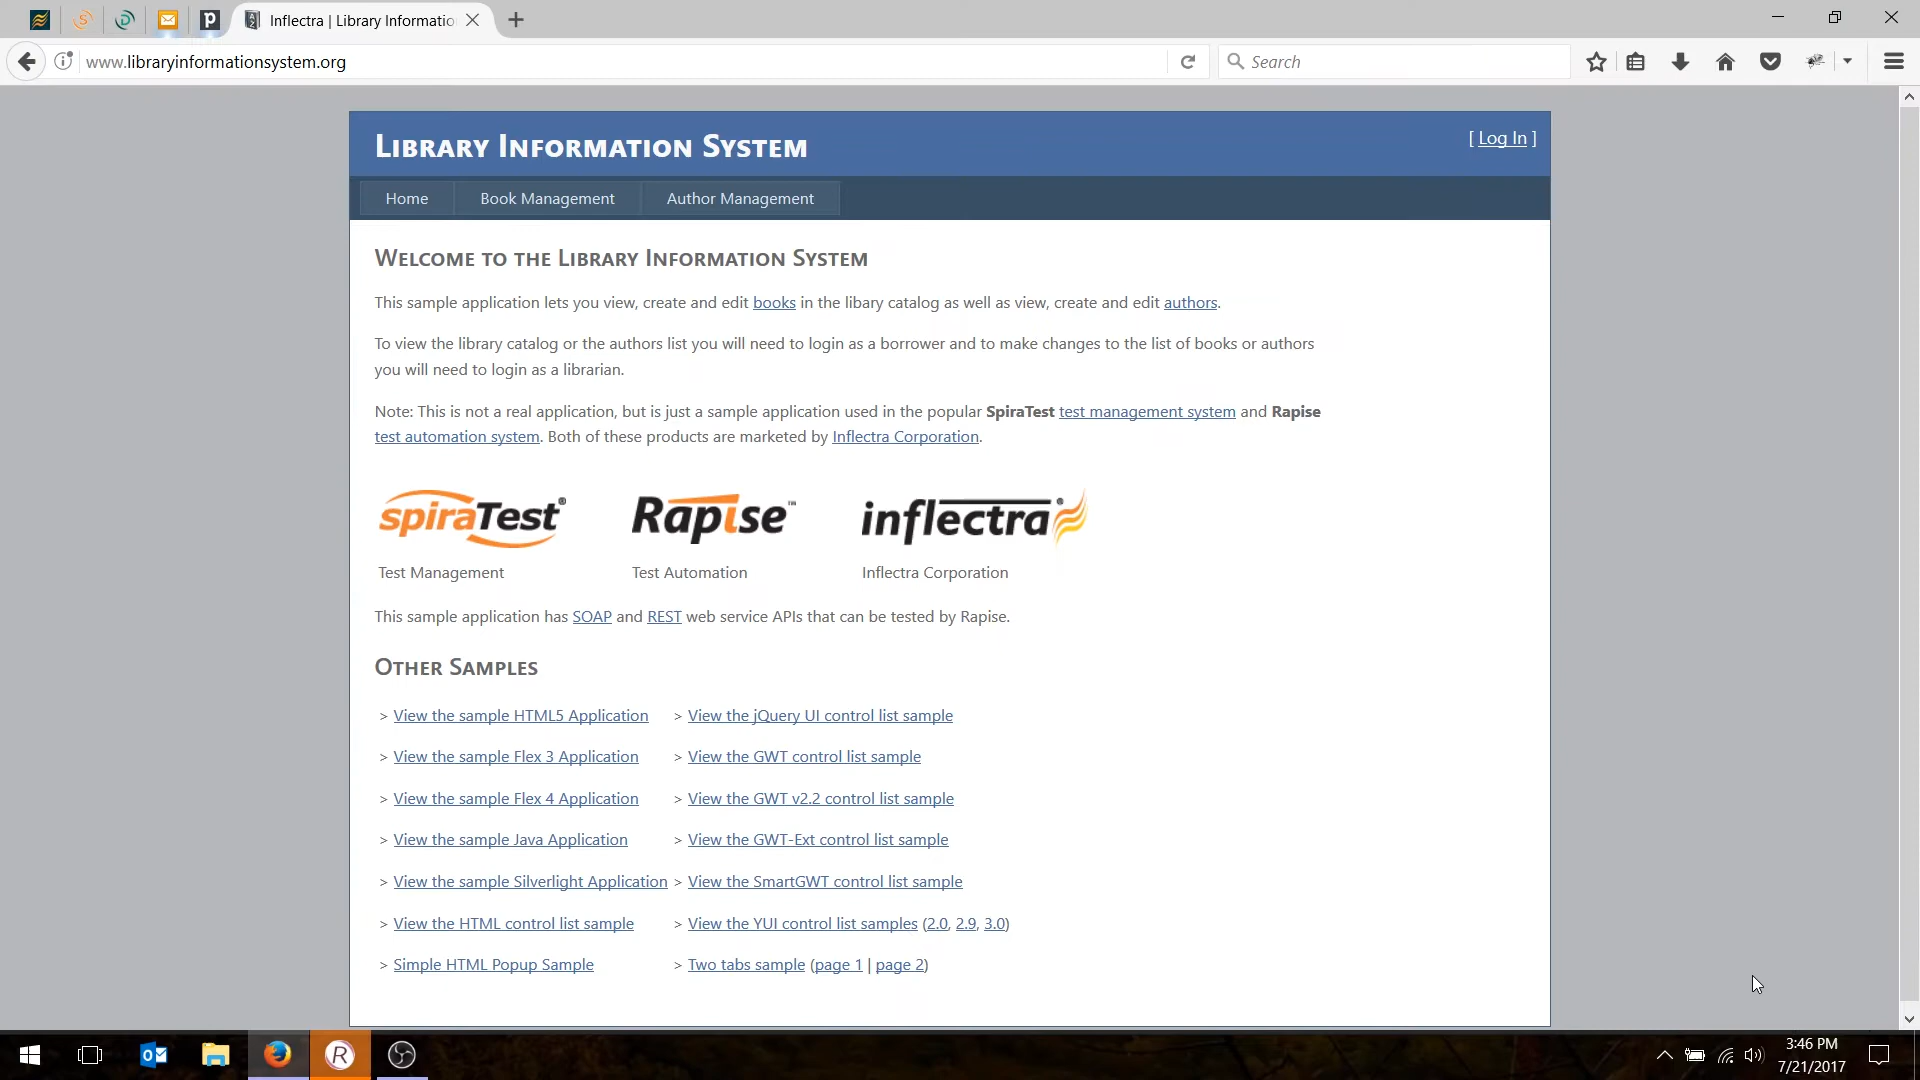 Inflectra | Library Informatio
www.libraryinformationsystem.org
Search
Library Information System
[ Log In ]
Home
Book Management
Author Management
Welcome to the Library Information System
This sample application lets you view, create and edit books in the libary catalog as well as view, create and edit authors.
To view the library catalog or the authors list you will need to login as a borrower and to make changes to the list of books or authors
you will need to login as a librarian.
Note: This is not a real application, but is just a sample application used in the popular SpiraTest test management system and Rapise
test automation system. Both of these products are marketed by Inflectra Corporation.
spiraTest®
Rapise™
inflectra®
Test Management
Test Automation
Inflectra Corporation
This sample application has SOAP and REST web service APIs that can be tested by Rapise.
Other Samples
> View the sample HTML5 Application
> View the jQuery UI control list sample
> View the sample Flex 3 Application
> View the GWT control list sample
> View the sample Flex 4 Application
> View the GWT v2.2 control list sample
> View the sample Java Application
> View the GWT-Ext control list sample
> View the sample Silverlight Application
> View the SmartGWT control list sample
> View the HTML control list sample
> View the YUI control list samples (2.0, 2.9, 3.0)
> Simple HTML Popup Sample
> Two tabs sample (page 1 | page 2)
3:46 PM
7/21/2017